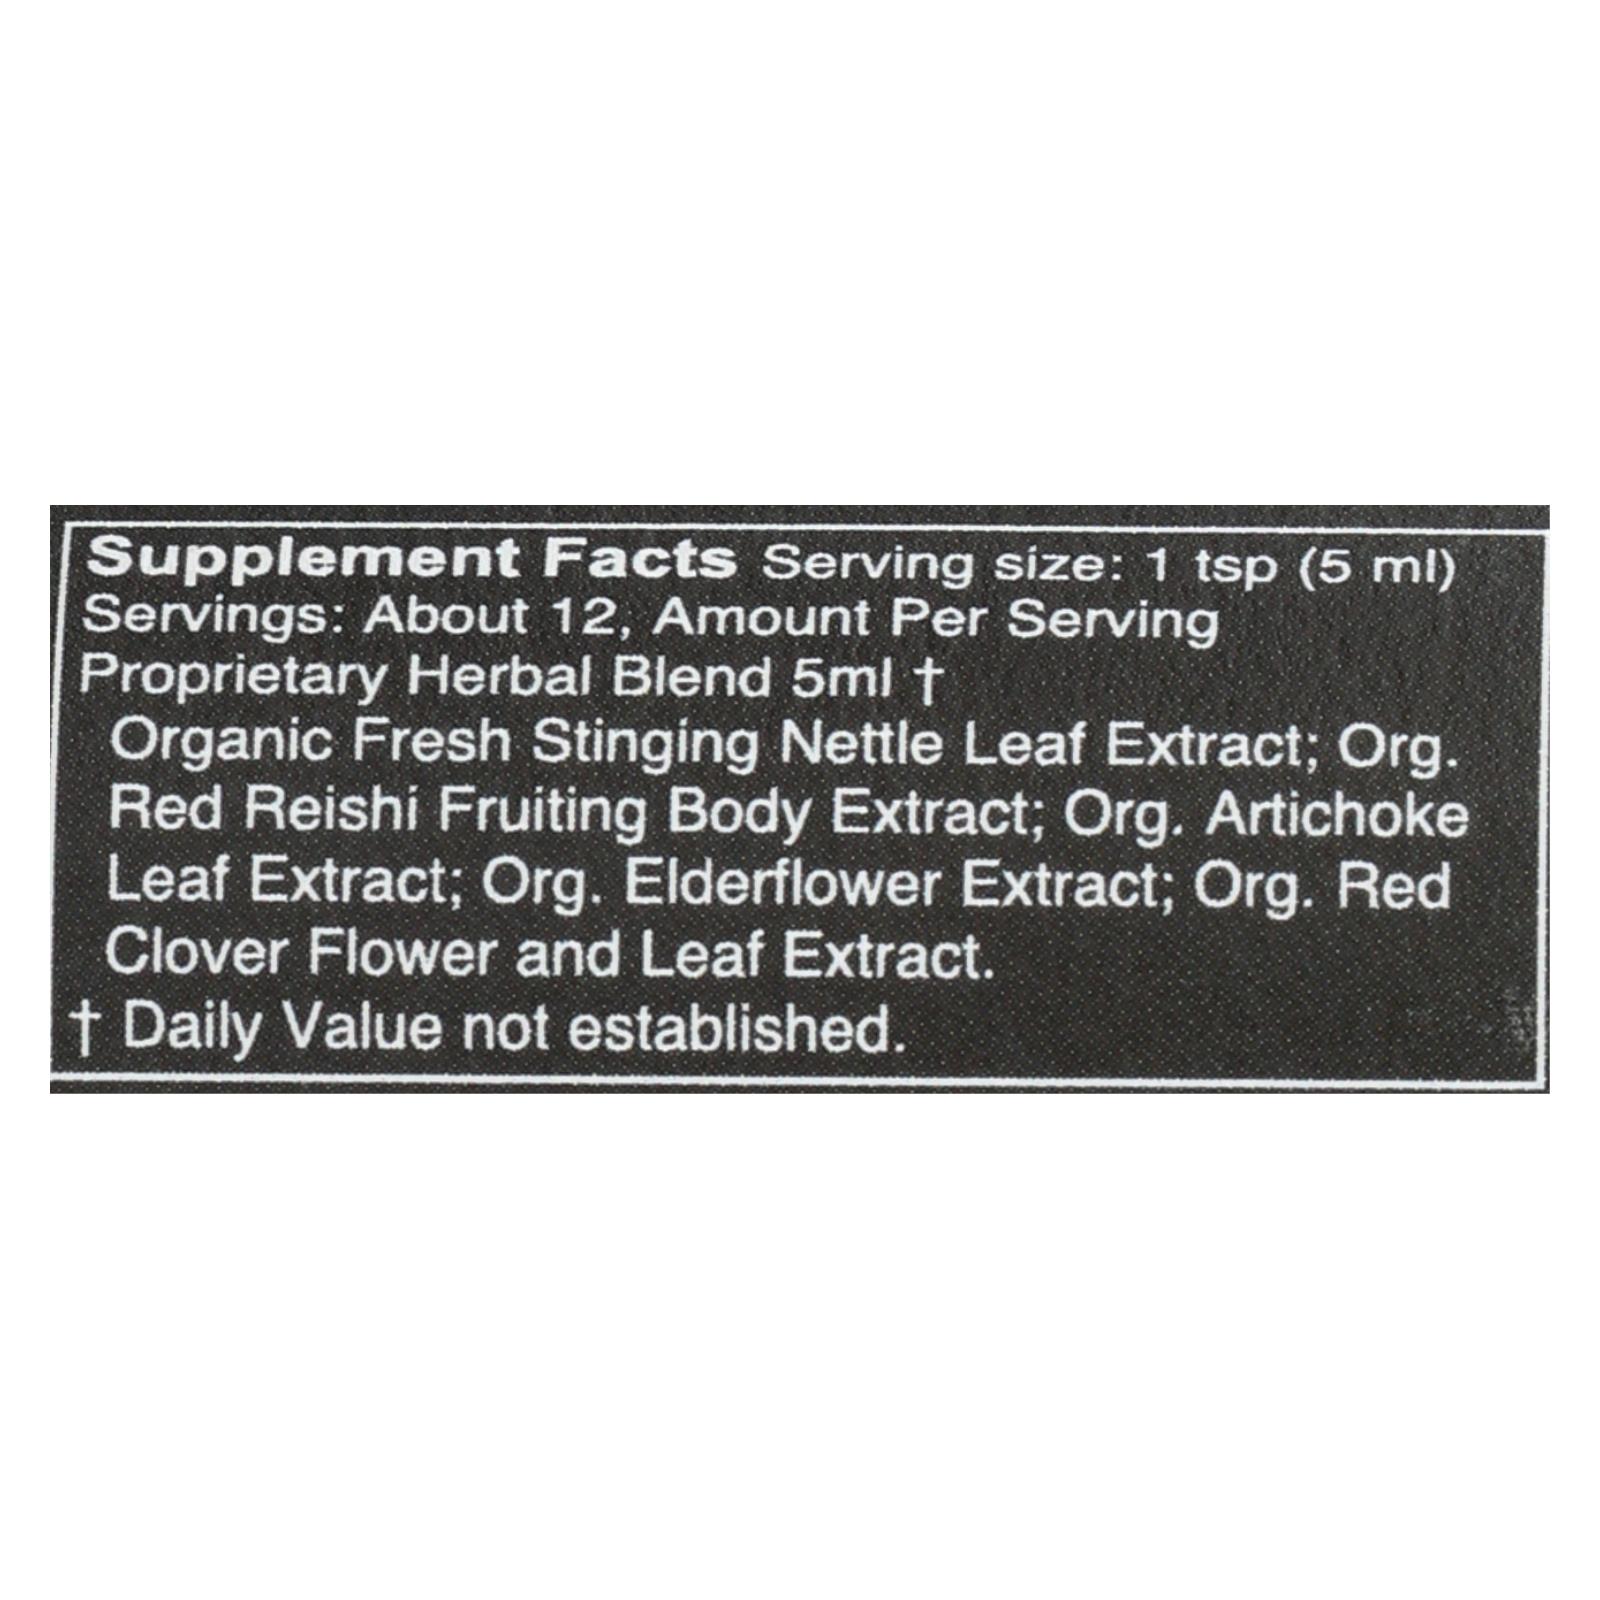 Supplement Facts Serving size: 1 tsp (5 ml)
Servings: About 12, Amount Per Serving
Proprietary Herbal Blend 5ml †
Organic Fresh Stinging Nettle Leaf Extract; Org.
Red Reishi Fruiting Body Extract; Org. Artichoke
Leaf Extract; Org. Elderflower Extract; Org. Red
Clover Flower and Leaf Extract.
† Daily Value not established.